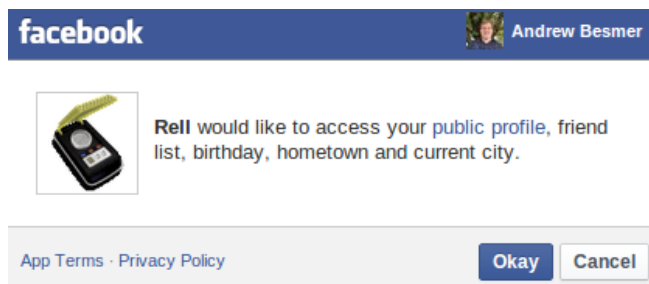 facebook
Andrew Besmer
Rell would like to access your public profile, friend
list, birthday, hometown and current city.
App Terms · Privacy Policy
Okay
Cancel